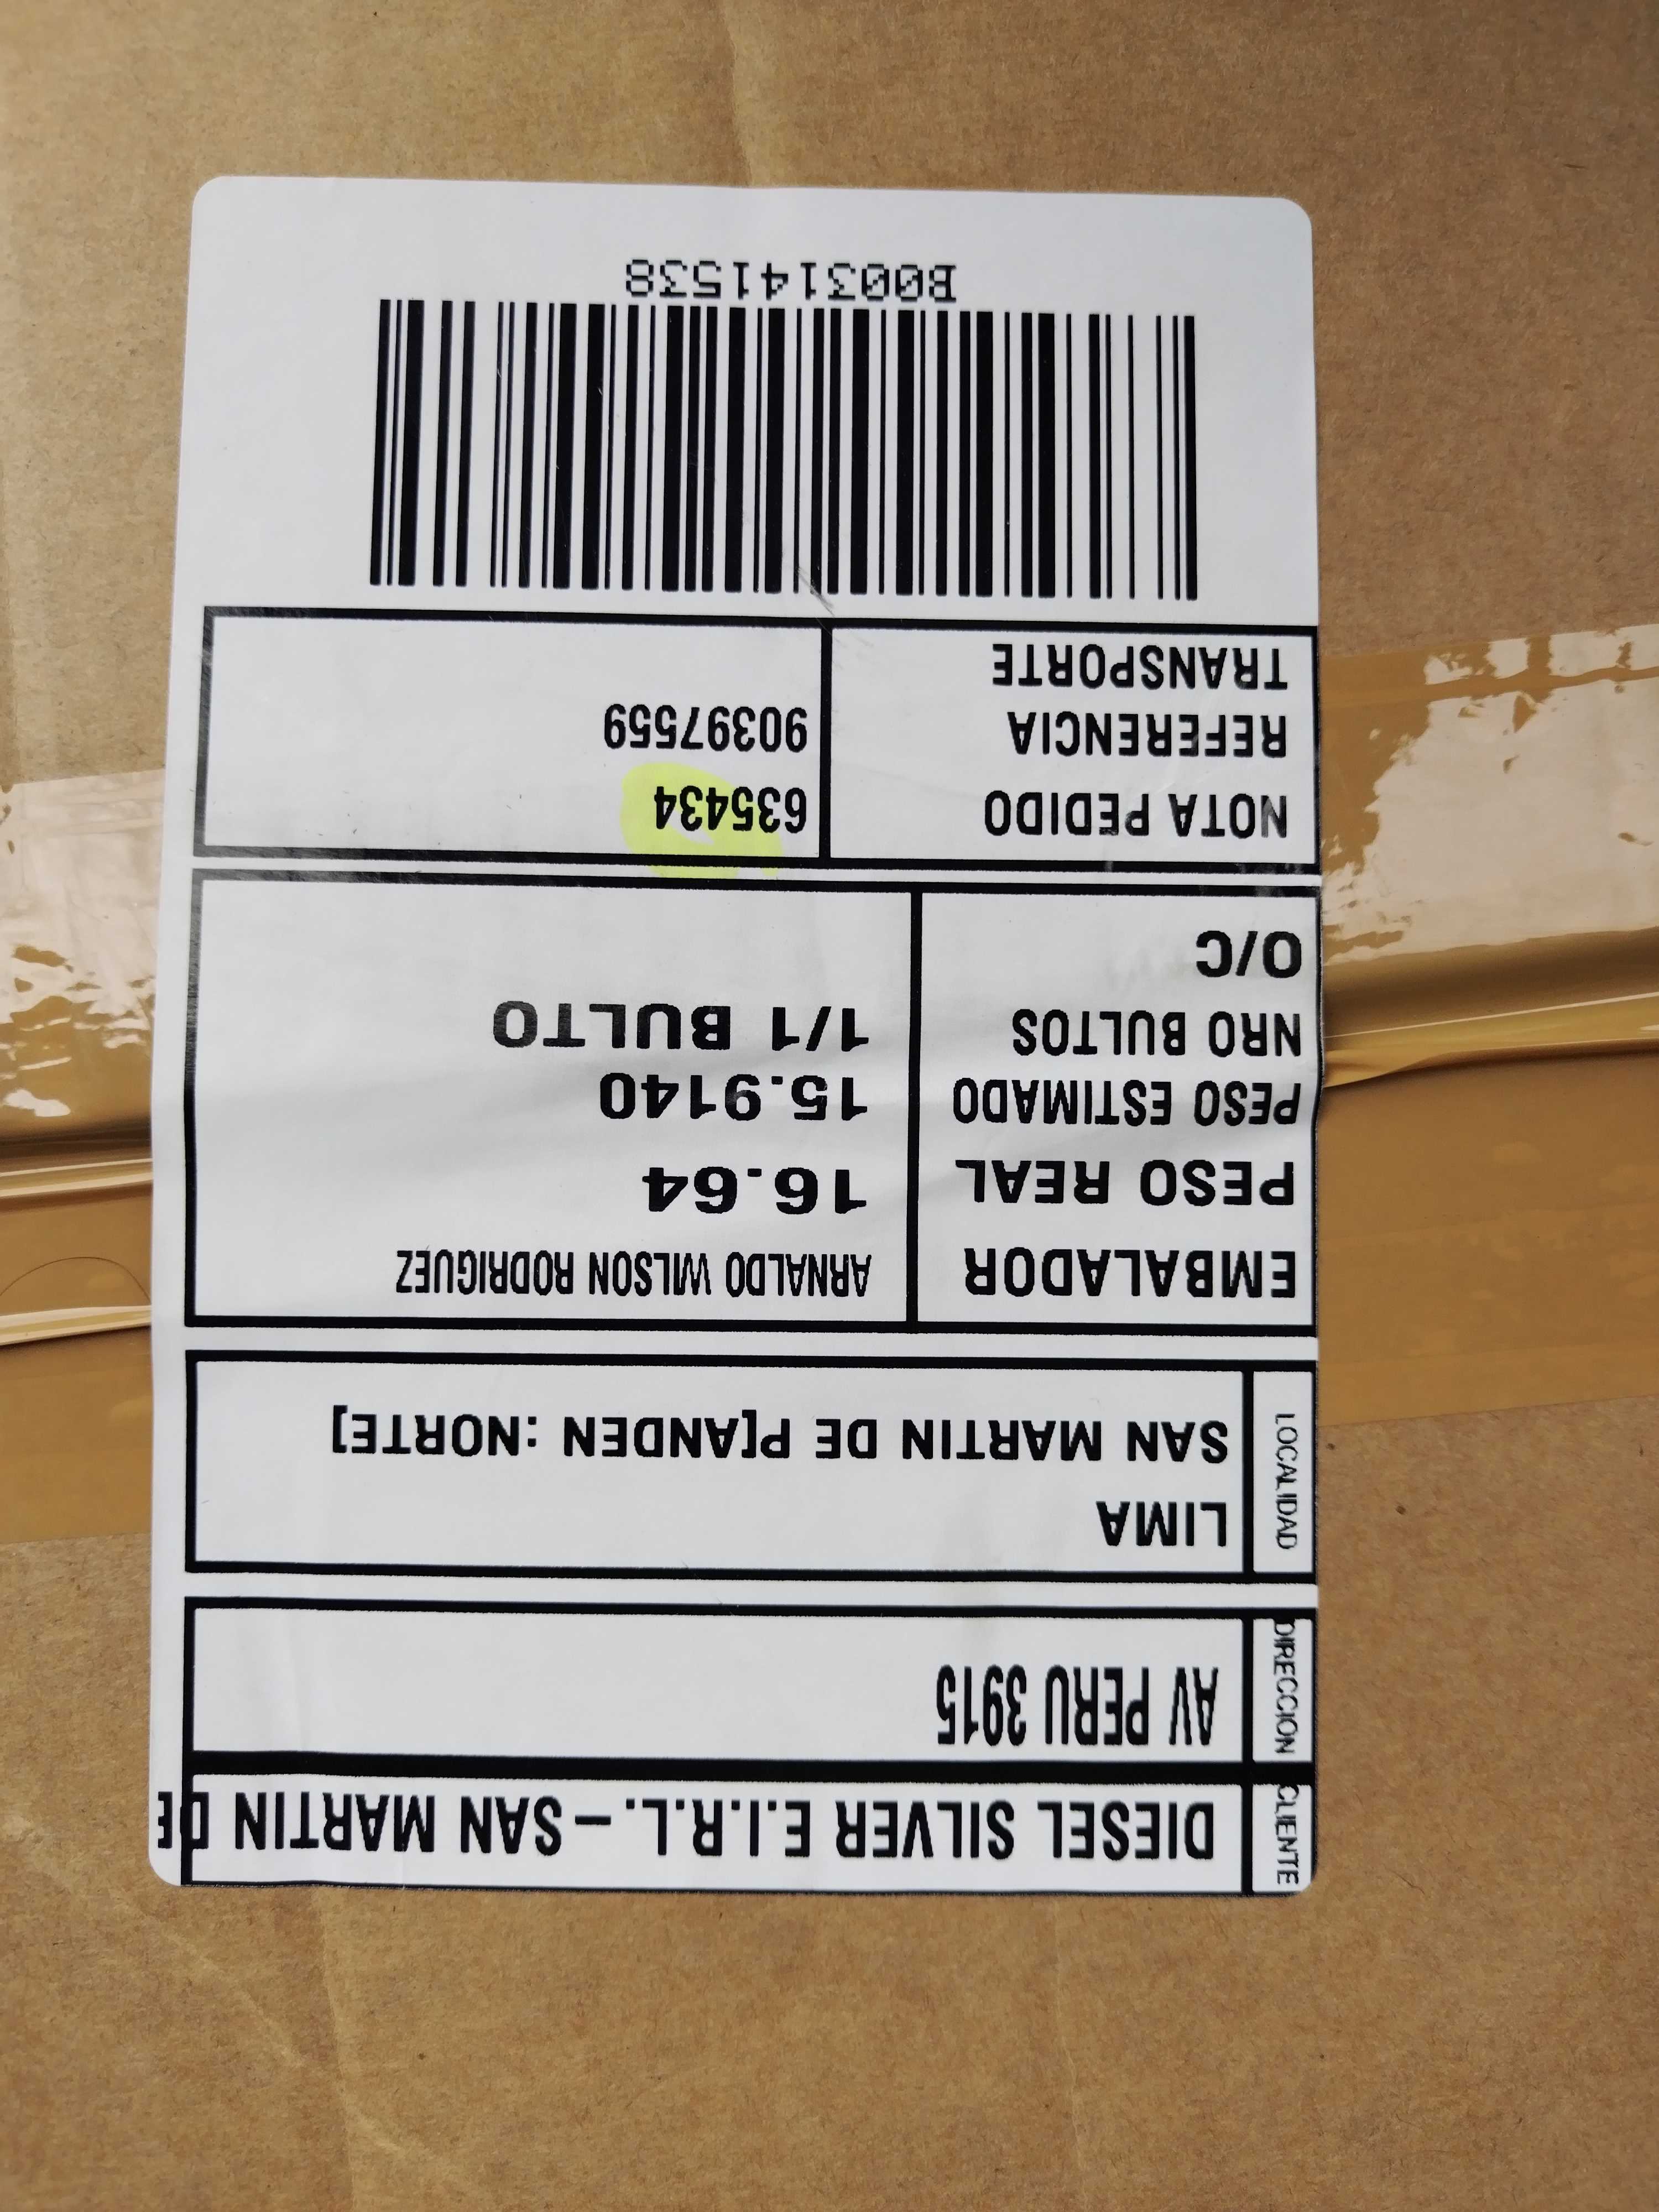 CLIENTE DIESEL SILVER E.I.R.L. – SAN MARTIN DE
DIRECCION AV PERU 3915
LOCALIDAD LIMA
SAN MARTIN DE P[ANDEN :NORTE]
EMBALADOR ARNALDO WILSON RODRIGUEZ
PESO REAL 16.64
PESO ESTIMADO 15.9140
NRO BULTOS 1/1 BULTO
O/C
NOTA PEDIDO 635434
REFERENCIA 90397559
TRANSPORTE
B003141538